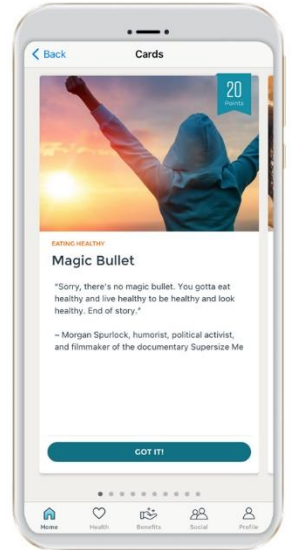 Back
Cards
20
Points
EATING HEALTHY
Magic Bullet
"Sorry, there's no magic bullet. You gotta eat
healthy and live healthy to be healthy and look
healthy. End of story."
– Morgan Spurlock, humorist, political activist,
and filmmaker of the documentary Supersize Me
GOT IT!
Home
Health
Benefits
Social
Profile